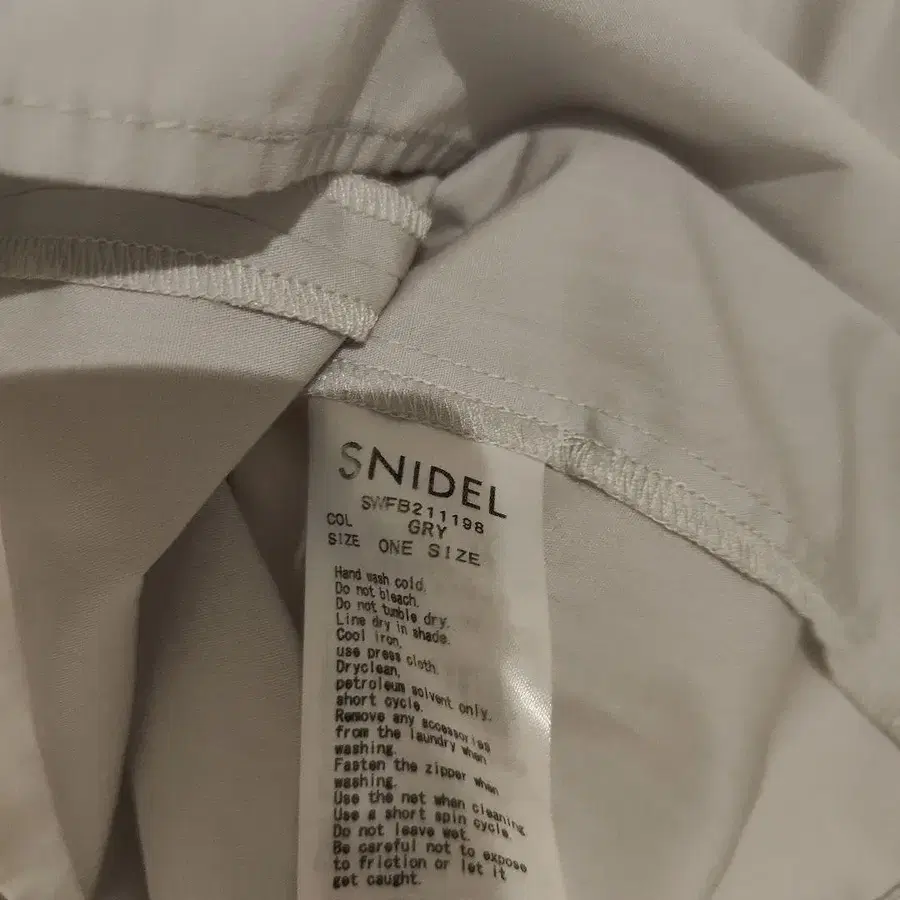 SNIDEL
SWFB211198
COL GRY
SIZE ONE SIZE
Hand wash cold.
Do not bleach.
Do not tumble dry.
Line dry in shade.
Cool iron,
use press cloth.
Dryclean,
petroleum solvent only,
short cycle.
Remove any accessories
from the laundry when
washing.
Fasten the zipper when
washing.
Use the net when cleaning.
Use a short spin cycle.
Do not leave wet.
Be careful not to expose
to friction or let it
get caught.